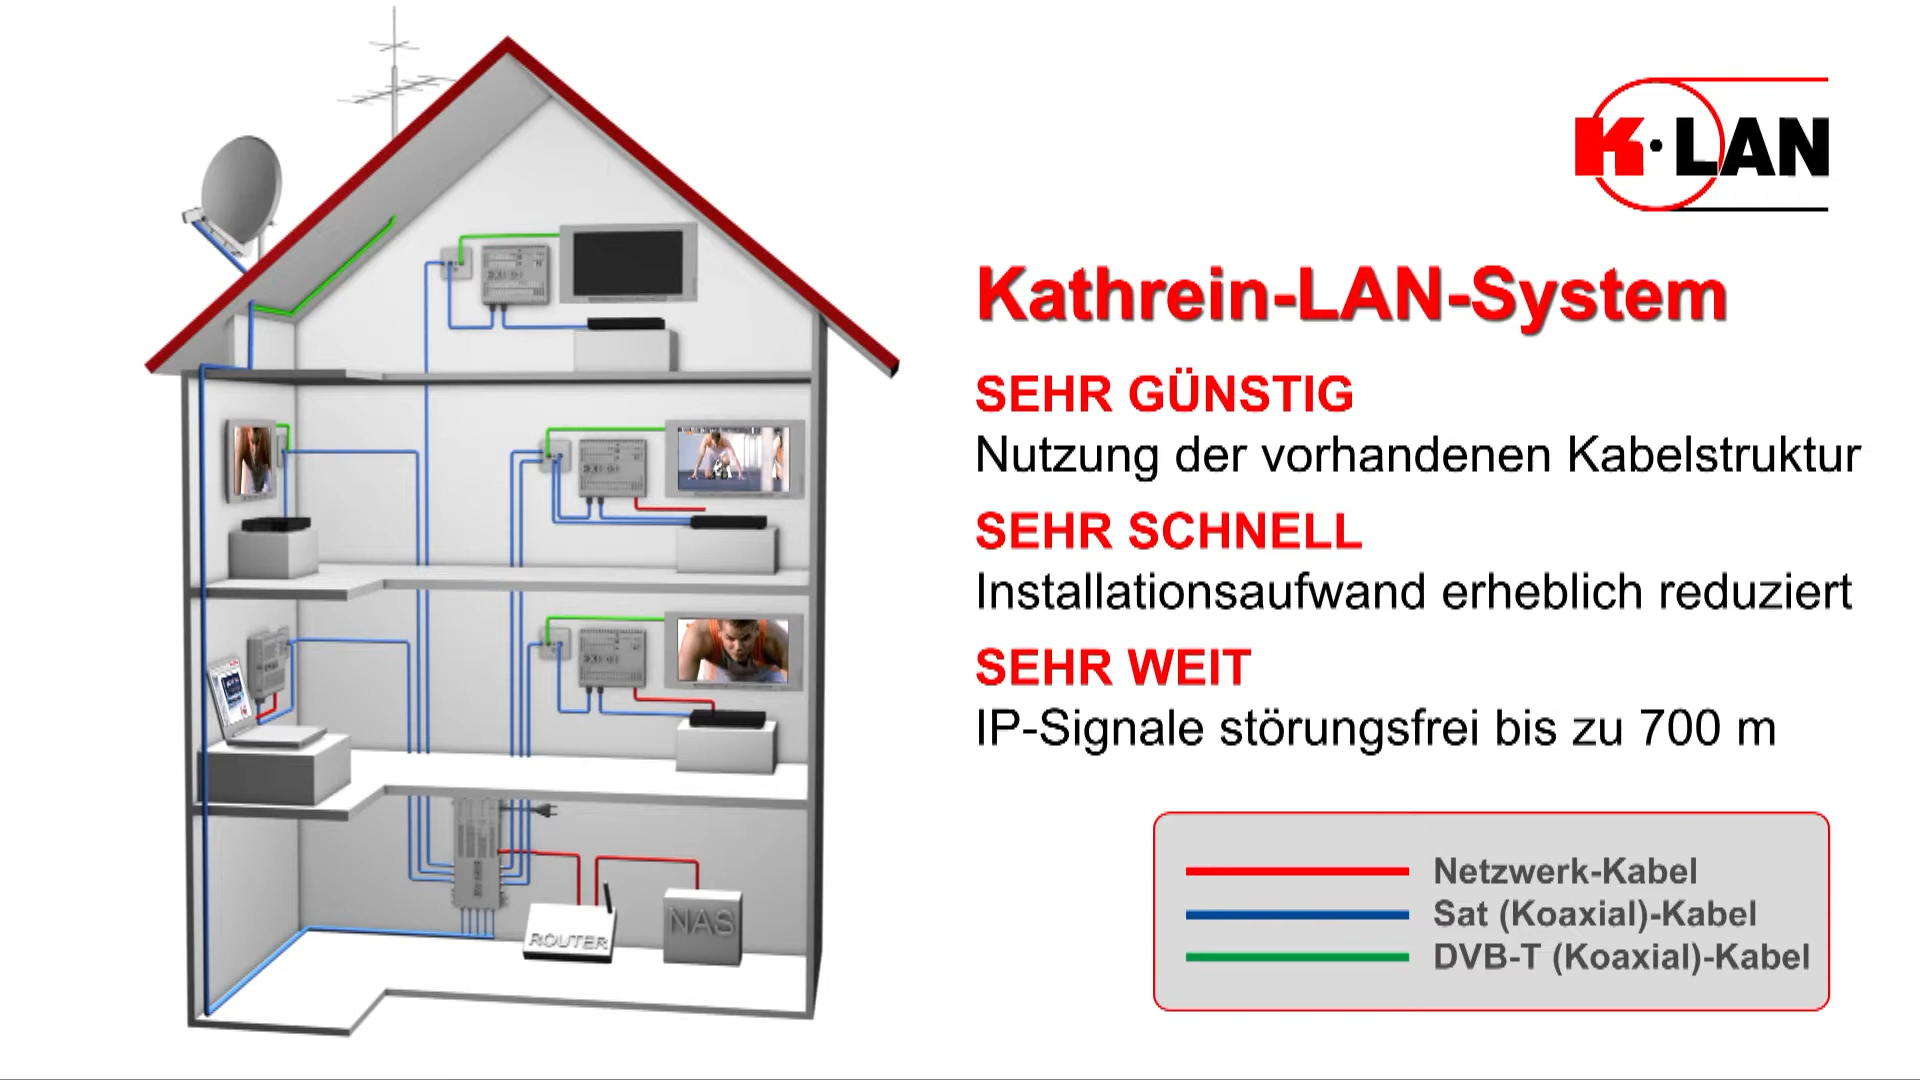 K·LAN
Kathrein-LAN-System
SEHR GÜNSTIG
Nutzung der vorhandenen Kabelstruktur
SEHR SCHNELL
Installationsaufwand erheblich reduziert
SEHR WEIT
IP-Signale störungsfrei bis zu 700 m
Netzwerk-Kabel
Sat (Koaxial)-Kabel
DVB-T (Koaxial)-Kabel
ROUTER
NAS